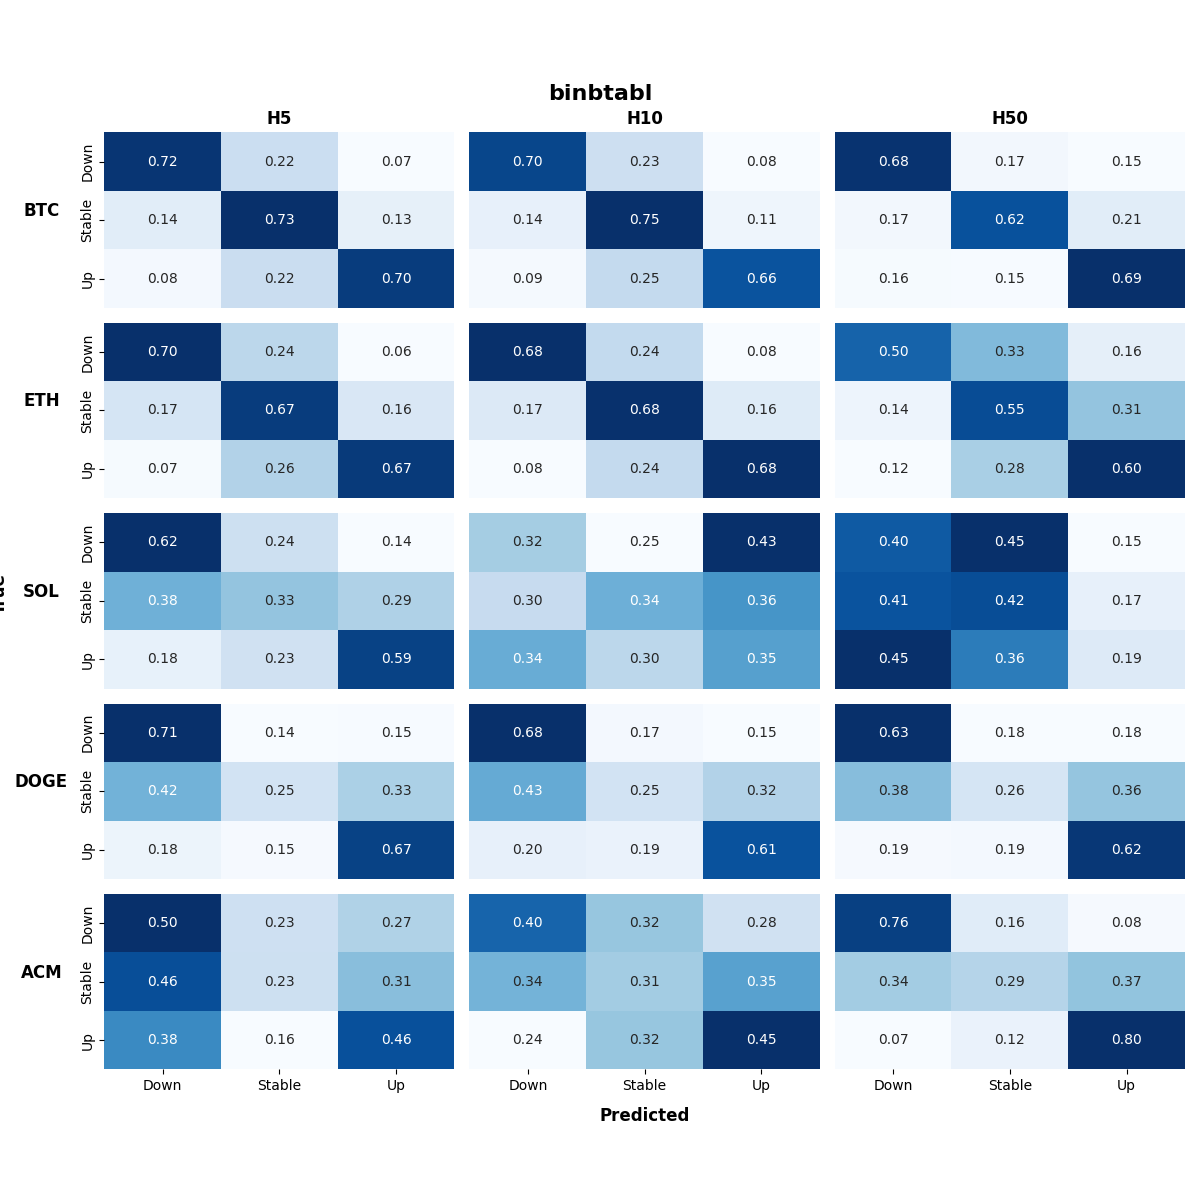 binbtabl
H5 H10 H50
BTC
Down 0.72 0.22 0.07 0.70 0.23 0.08 0.68 0.17 0.15
Stable 0.14 0.73 0.13 0.14 0.75 0.11 0.17 0.62 0.21
Up 0.08 0.22 0.70 0.09 0.25 0.66 0.16 0.15 0.69
ETH
Down 0.70 0.24 0.06 0.68 0.24 0.08 0.50 0.33 0.16
Stable 0.17 0.67 0.16 0.17 0.68 0.16 0.14 0.55 0.31
Up 0.07 0.26 0.67 0.08 0.24 0.68 0.12 0.28 0.60
SOL
Down 0.62 0.24 0.14 0.32 0.25 0.43 0.40 0.45 0.15
Stable 0.38 0.33 0.29 0.30 0.34 0.36 0.41 0.42 0.17
Up 0.18 0.23 0.59 0.34 0.30 0.35 0.45 0.36 0.19
DOGE
Down 0.71 0.14 0.15 0.68 0.17 0.15 0.63 0.18 0.18
Stable 0.42 0.25 0.33 0.43 0.25 0.32 0.38 0.26 0.36
Up 0.18 0.15 0.67 0.20 0.19 0.61 0.19 0.19 0.62
ACM
Down 0.50 0.23 0.27 0.40 0.32 0.28 0.76 0.16 0.08
Stable 0.46 0.23 0.31 0.34 0.31 0.35 0.34 0.29 0.37
Up 0.38 0.16 0.46 0.24 0.32 0.45 0.07 0.12 0.80
Down Stable Up Down Stable Up Down Stable Up
Predicted